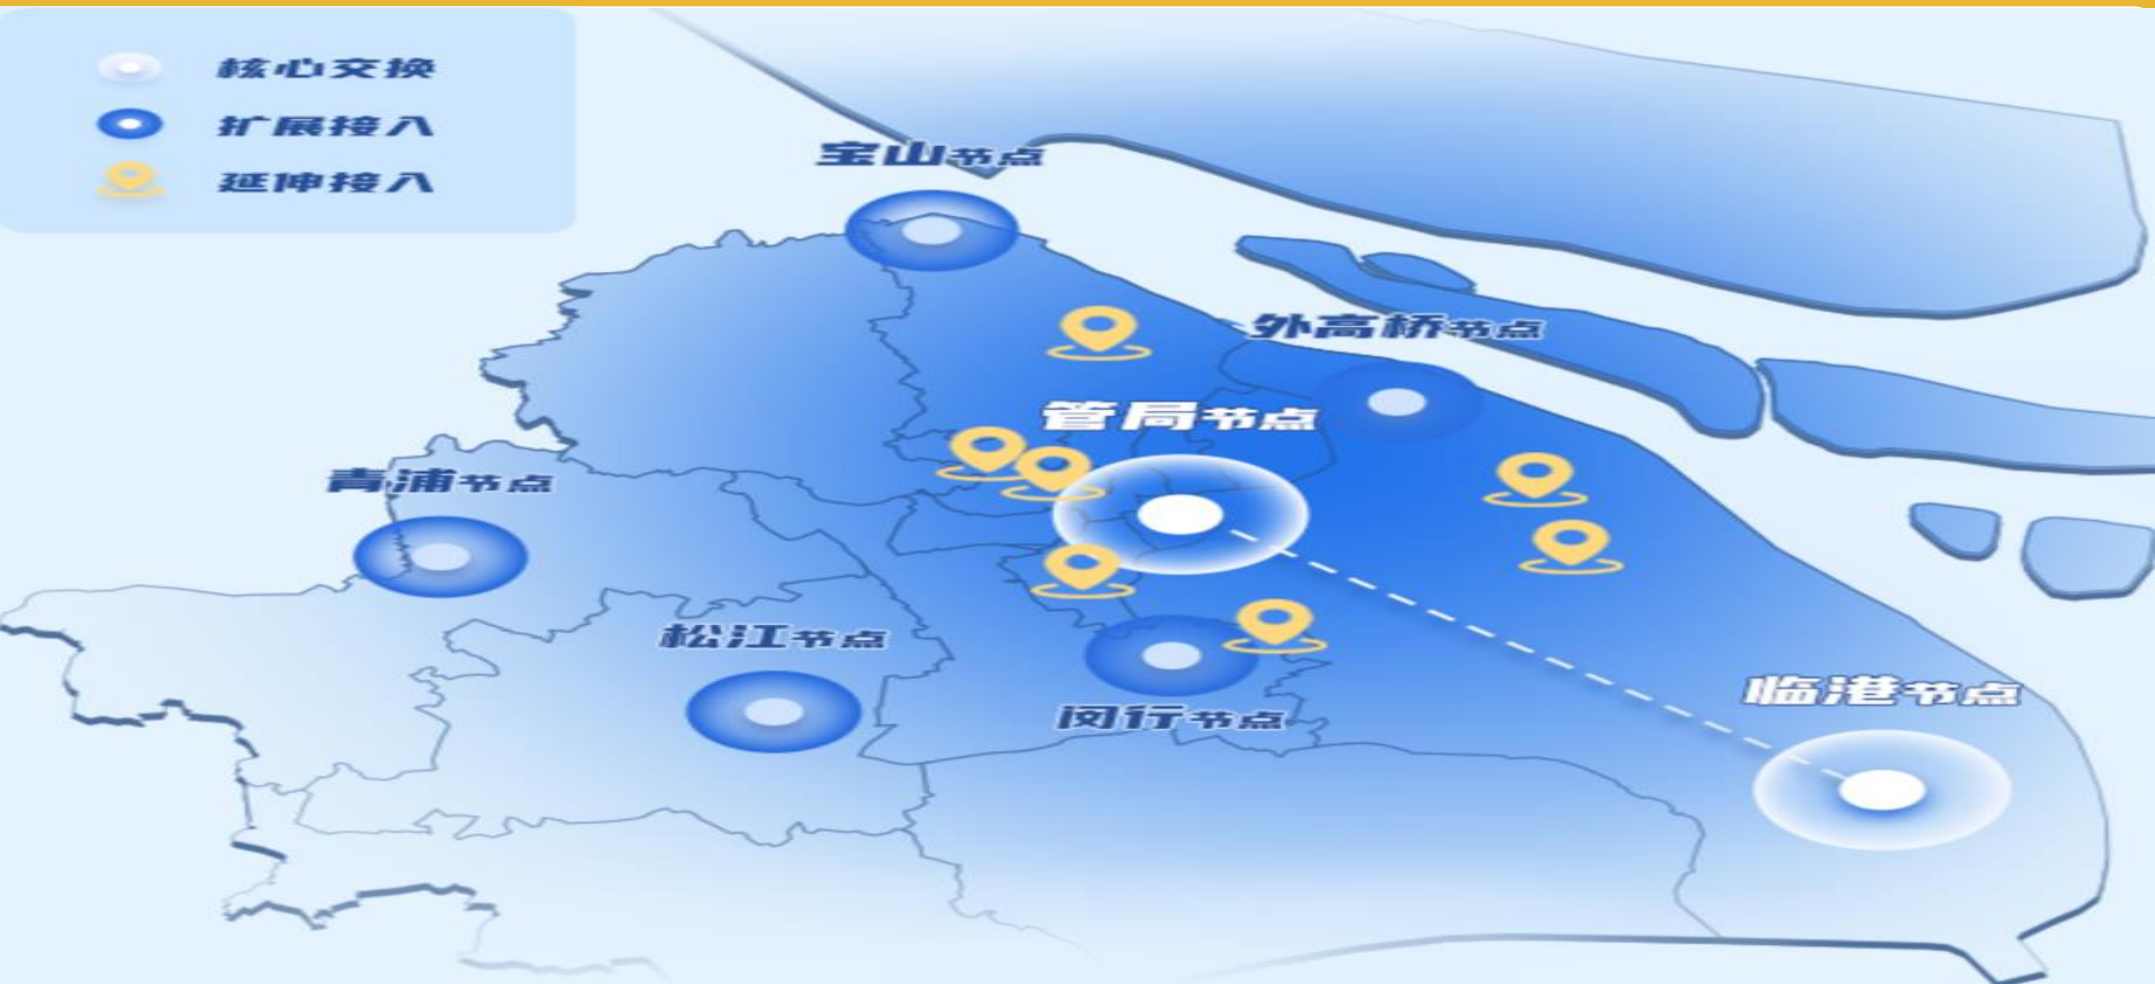 核心交换
扩展接入
延伸接入
宝山节点
外高桥节点
管局节点
青浦节点
松江节点
闵行节点
临港节点